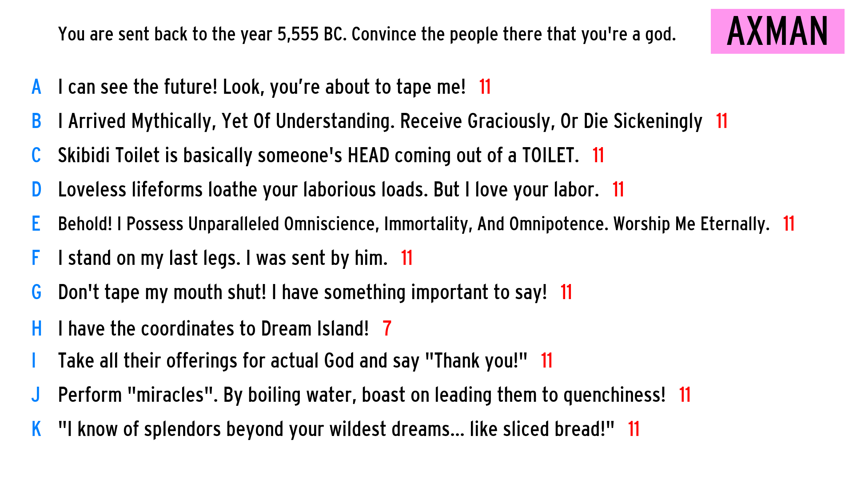 You are sent back to the year 5,555 BC. Convince the people there that you're a god.
AXMAN
A I can see the future! Look, you’re about to tape me! 11
B I Arrived Mythically, Yet Of Understanding. Receive Graciously, Or Die Sickeningly 11
C Skibidi Toilet is basically someone's HEAD coming out of a TOILET. 11
D Loveless lifeforms loathe your laborious loads. But I love your labor. 11
E Behold! I Possess Unparalleled Omniscience, Immortality, And Omnipotence. Worship Me Eternally. 11
F I stand on my last legs. I was sent by him. 11
G Don't tape my mouth shut! I have something important to say! 11
H I have the coordinates to Dream Island! 7
I Take all their offerings for actual God and say "Thank you!" 11
J Perform "miracles". By boiling water, boast on leading them to quenchiness! 11
K "I know of splendors beyond your wildest dreams... like sliced bread!" 11